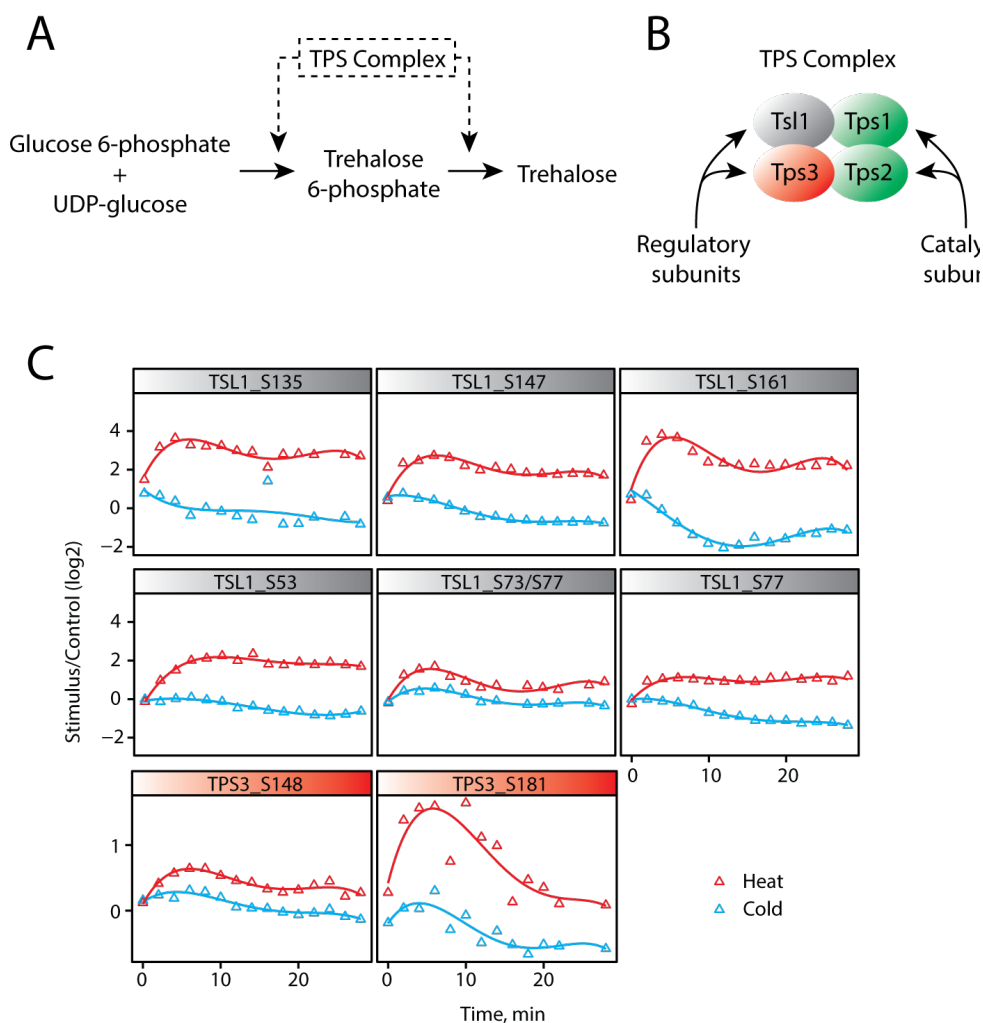 A
TPS Complex
Glucose 6-phosphate
+
UDP-glucose
Trehalose
6-phosphate
Trehalose
B
TPS Complex
Tsl1
Tps1
Tps3
Tps2
Regulatory
subunits
Cataly
subun
C
TSL1_S135
TSL1_S147
TSL1_S161
4
2
0
−2
TSL1_S53
TSL1_S73/S77
TSL1_S77
4
2
0
−2
0
10
20
TPS3_S148
TPS3_S181
1
0
0
10
20
0
10
20
Stimulus/Control (log2)
Time, min
Heat
Cold